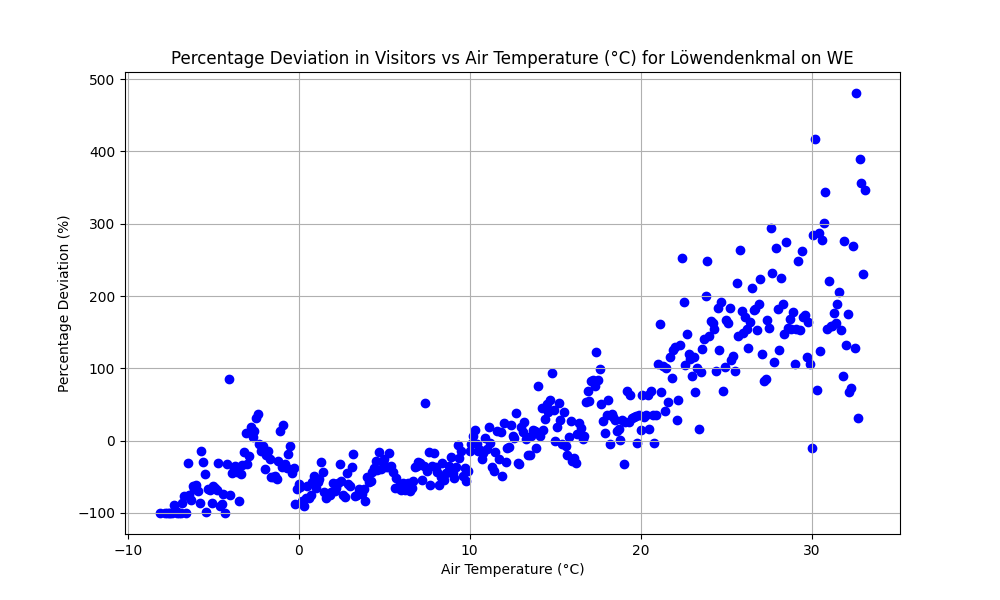 Percentage Deviation in Visitors vs Air Temperature (°C) for Löwendenkmal on WE
500
400
300
200
100
0
−100
Percentage Deviation (%)
−10 0 10 20 30
Air Temperature (°C)